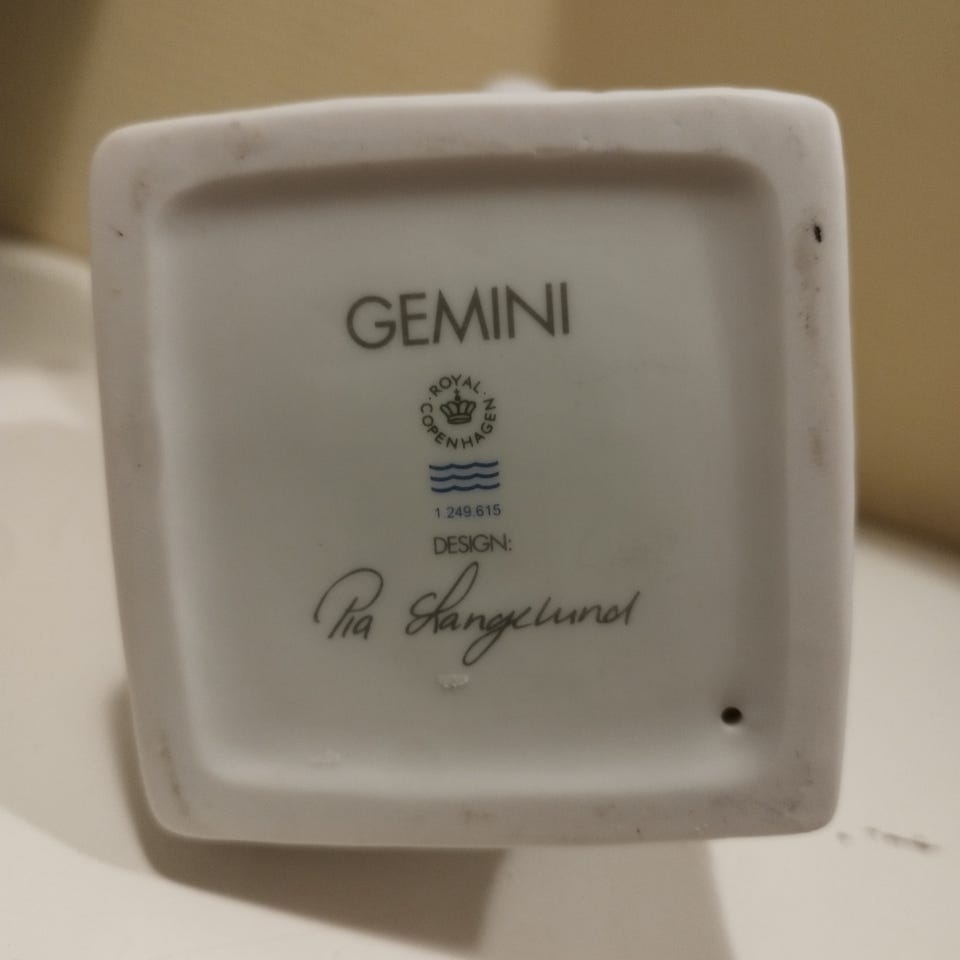 GEMINI
· ROYAL · COPENHAGEN
1.249.615
DESIGN:
Pia Langelund